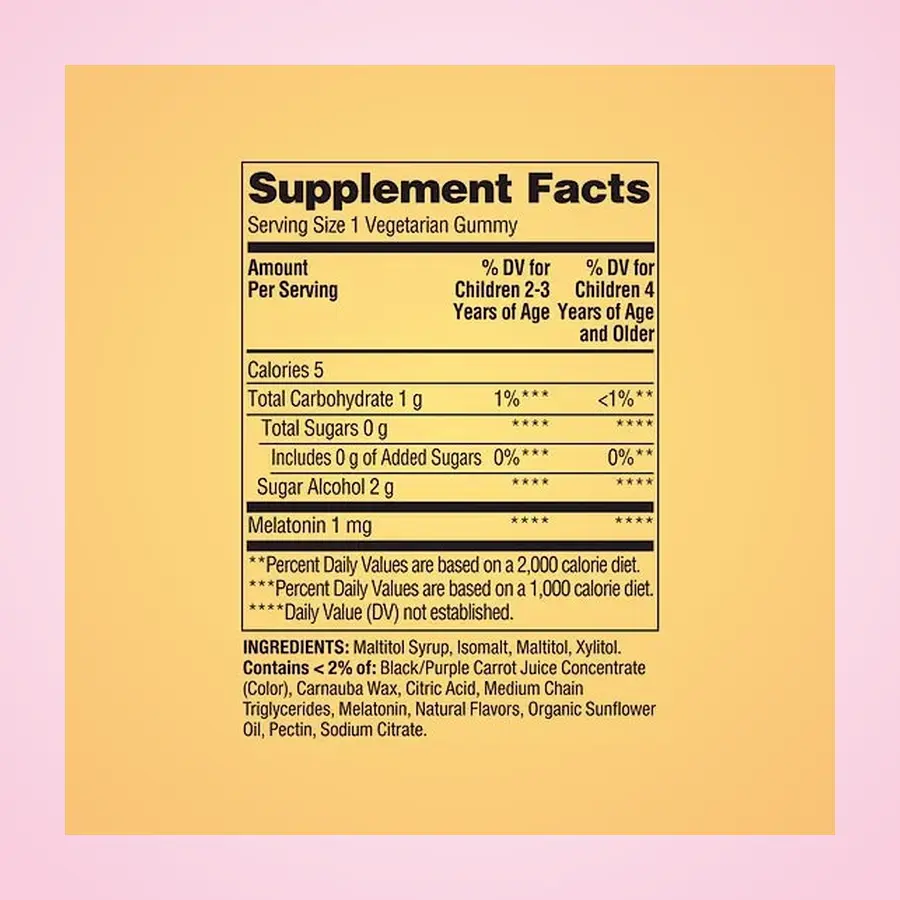 Supplement Facts
Serving Size 1 Vegetarian Gummy
Amount Per Serving
% DV for Children 2-3 Years of Age
% DV for Children 4 Years of Age and Older
Calories 5
Total Carbohydrate 1 g 1%*** <1%**
Total Sugars 0 g **** ****
Includes 0 g of Added Sugars 0%*** 0%**
Sugar Alcohol 2 g **** ****
Melatonin 1 mg **** ****
**Percent Daily Values are based on a 2,000 calorie diet.
***Percent Daily Values are based on a 1,000 calorie diet.
****Daily Value (DV) not established.
INGREDIENTS: Maltitol Syrup, Isomalt, Maltitol, Xylitol.
Contains < 2% of: Black/Purple Carrot Juice Concentrate
(Color), Carnauba Wax, Citric Acid, Medium Chain
Triglycerides, Melatonin, Natural Flavors, Organic Sunflower
Oil, Pectin, Sodium Citrate.